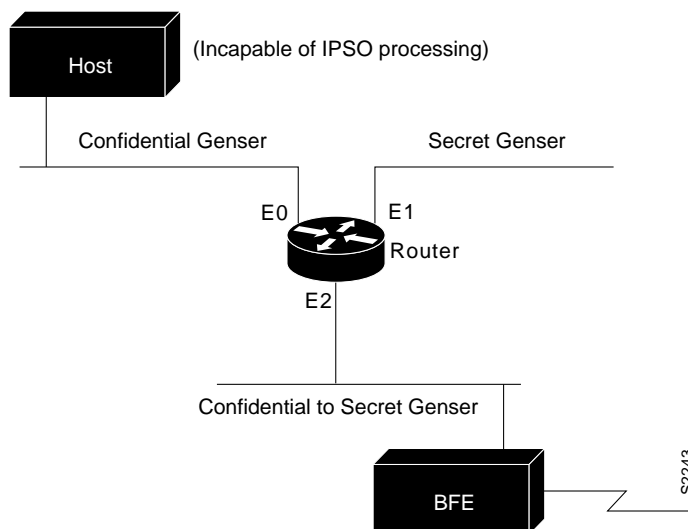 (Incapable of IPSO processing)
Host
Confidential Genser
Secret Genser
E0
E1
Router
E2
Confidential to Secret Genser
BFE
S2243